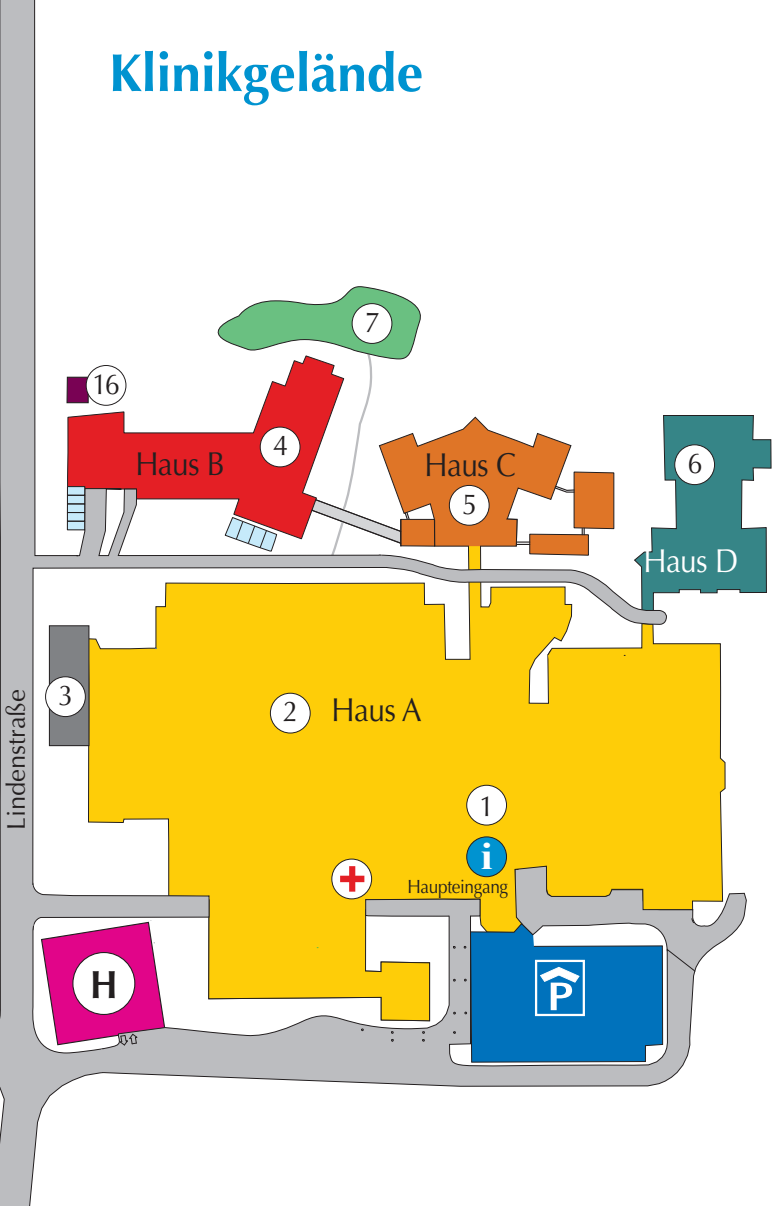 Klinikgelände
7
16
4
Haus B
Haus C
5
6
Haus D
3
2
Haus A
Lindenstraße
1
i
Haupteingang
H
P